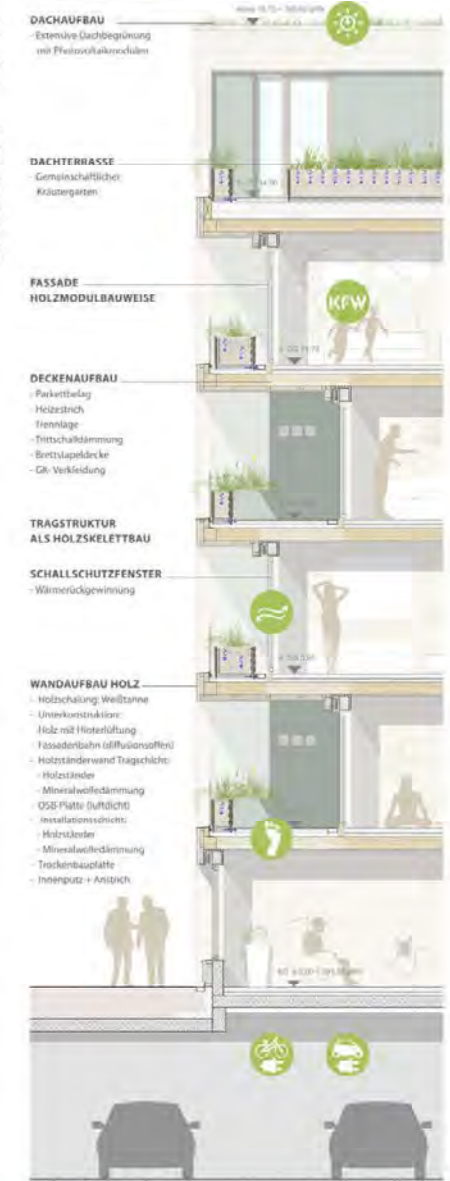 DACHAUFBAU
- Extensive Dachbegrünung
mit Photovoltaikmodulen
DACHTERRASSE
- Gemeinschaftlicher
Kräutergarten
FASSADE
HOLZMODULBAUWEISE
KFW
DECKENAUFBAU
- Parkettbelag
- Heizestrich
- Trennlage
- Trittschalldämmung
- Brettstapeldecke
- GK- Verkleidung
TRAGSTRUKTUR
ALS HOLZSKELETTBAU
SCHALLSCHUTZFENSTER
- Wärmerückgewinnung
WANDAUFBAU HOLZ
- Holzschalung: Weißtanne
- Unterkonstruktion:
Holz mit Hinterlüftung
- Fassadenbahn (diffusionsoffen)
- Holzständerwand Tragschicht:
- Holzständer
- Mineralwolledämmung
- OSB-Platte (luftdicht)
- Installationsschicht:
- Holzständer
- Mineralwolledämmung
- Trockenbauplatte
- Innenputz + Anstrich